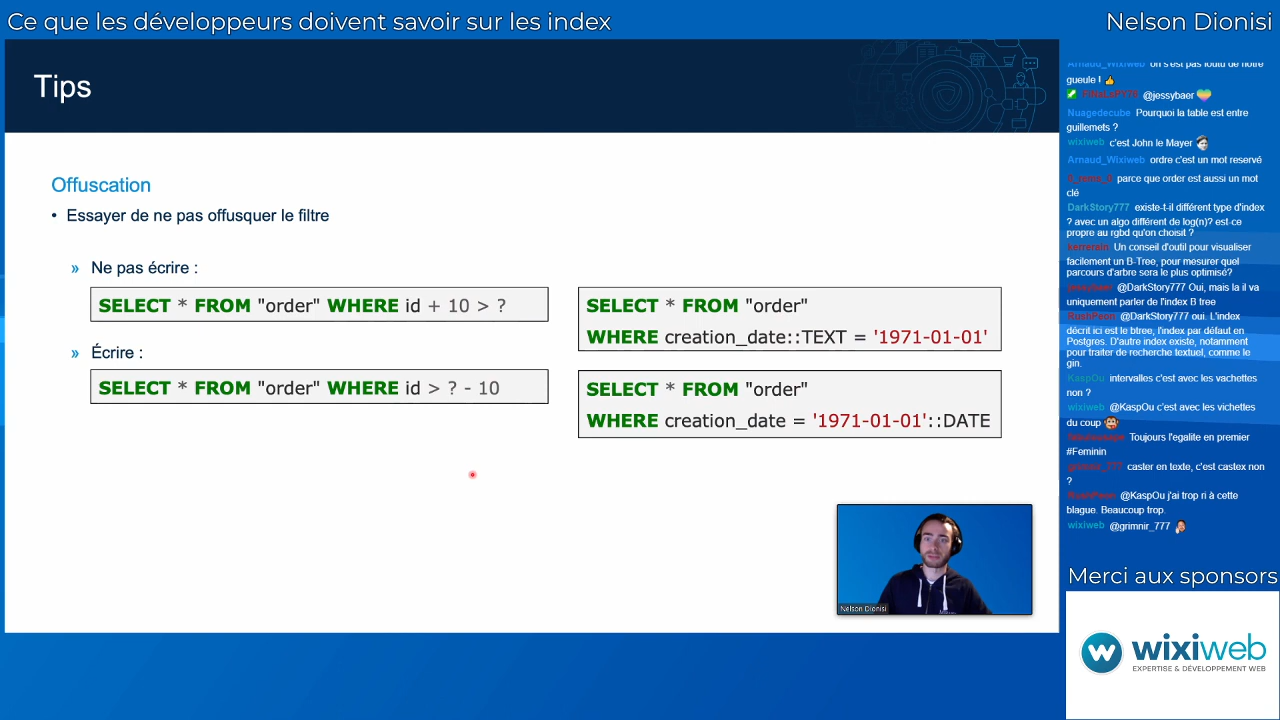 Ce que les développeurs doivent savoir sur les index
Nelson Dionisi
Tips
Offuscation
• Essayer de ne pas offusquer le filtre
» Ne pas écrire :
SELECT * FROM "order" WHERE id + 10 > ?
» Écrire :
SELECT * FROM "order" WHERE id > ? - 10
SELECT * FROM "order"
WHERE creation_date::TEXT = '1971-01-01'
SELECT * FROM "order"
WHERE creation_date = '1971-01-01'::DATE
Nelson Dionisi
Arnaud_Wixiweb on s'est pas foutu de notre
gueule !
@jessybaer
Nuagedecube Pourquoi la table est entre
guillemets ?
wixiweb c'est John le Mayer
Arnaud_Wixiweb ordre c'est un mot reservé
parce que order est aussi un mot
clé
DarkStory777 existe-t-il différent type d'index
? avec un algo différent de log(n)? est-ce
propre au rgbd qu'on choisit ?
kerrerain Un conseil d'outil pour visualiser
facilement un B-Tree, pour mesurer quel
parcours d'arbre sera le plus optimisé?
jessybaer @DarkStory777 Oui, mais la il va
uniquement parler de l'index B tree
RushPeon @DarkStory777 oui. L'index
décrit ici est le btree, l'index par défaut en
Postgres. D'autre index existe, notamment
pour traiter de recherche textuel, comme le
gin.
KaspOu intervalles c'est avec les vachettes
non ?
wixiweb @KaspOu c'est avec les vichettes
du coup
Toujours l'egalite en premier
#Feminin
grimnir_777 caster en texte, c'est castex non
?
RushPeon @KaspOu j'ai trop ri à cette
blague. Beaucoup trop.
wixiweb @grimnir_777
Merci aux sponsors
w wixiweb
EXPERTISE & DÉVELOPPEMENT WEB